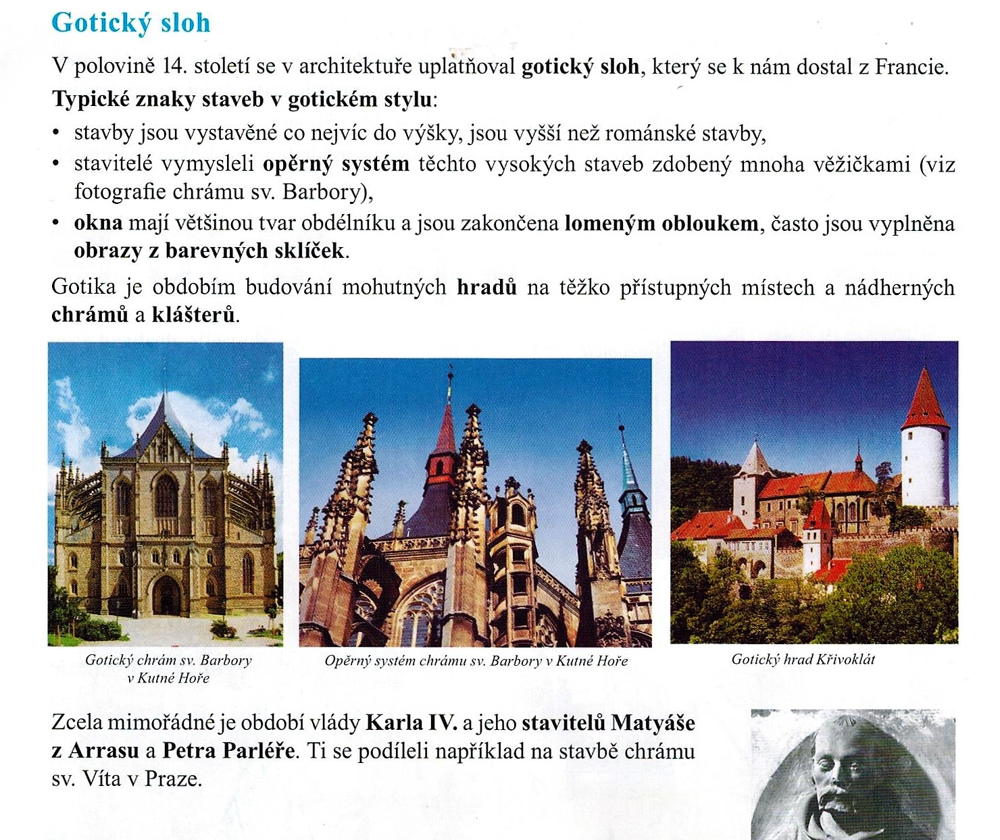 Gotický sloh
V polovině 14. století se v architektuře uplatňoval gotický sloh, který se k nám dostal z Francie.
Typické znaky staveb v gotickém stylu:
• stavby jsou vystavěné co nejvíc do výšky, jsou vyšší než románské stavby,
• stavitelé vymysleli opěrný systém těchto vysokých staveb zdobený mnoha věžičkami (viz
fotografie chrámu sv. Barbory),
• okna mají většinou tvar obdélníku a jsou zakončena lomeným obloukem, často jsou vyplněna
obrazy z barevných sklíček.
Gotika je obdobím budování mohutných hradů na těžko přístupných místech a nádherných
chrámů a klášterů.
Gotický chrám sv. Barbory
v Kutné Hoře
Opěrný systém chrámu sv. Barbory v Kutné Hoře
Gotický hrad Křivoklát
Zcela mimořádné je období vlády Karla IV. a jeho stavitelů Matyáše
z Arrasu a Petra Parléře. Ti se podíleli například na stavbě chrámu
sv. Víta v Praze.